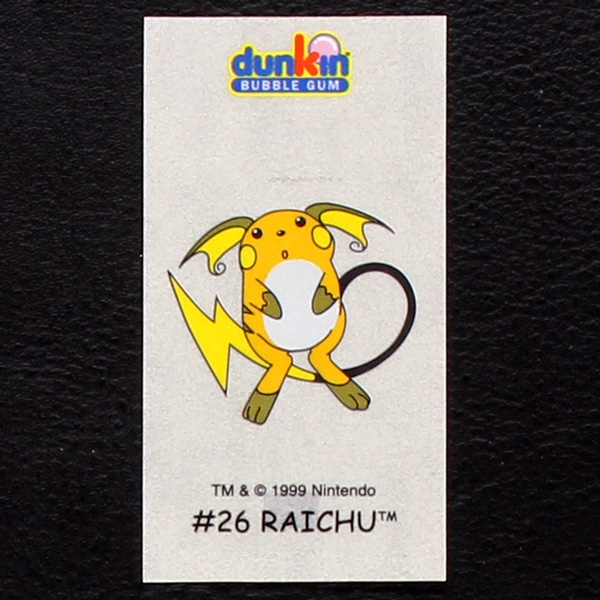 dunkin
BUBBLE GUM
TM & © 1999 Nintendo
#26 RAICHU™